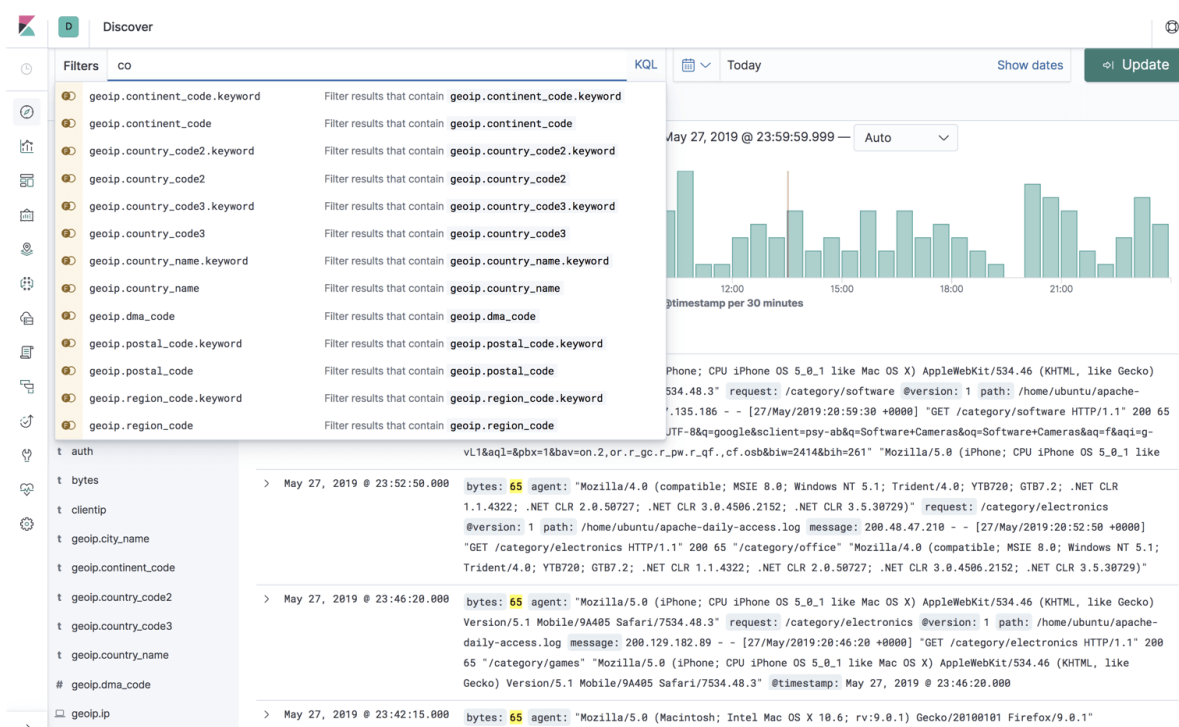 D Discover
Filters co KQL Today Show dates Update
geoip.continent_code.keyword Filter results that contain geoip.continent_code.keyword
geoip.continent_code Filter results that contain geoip.continent_code
geoip.country_code2.keyword Filter results that contain geoip.country_code2.keyword
geoip.country_code2 Filter results that contain geoip.country_code2
geoip.country_code3.keyword Filter results that contain geoip.country_code3.keyword
geoip.country_code3 Filter results that contain geoip.country_code3
geoip.country_name.keyword Filter results that contain geoip.country_name.keyword
geoip.country_name Filter results that contain geoip.country_name
geoip.dma_code Filter results that contain geoip.dma_code
geoip.postal_code.keyword Filter results that contain geoip.postal_code.keyword
geoip.postal_code Filter results that contain geoip.postal_code
geoip.region_code.keyword Filter results that contain geoip.region_code.keyword
geoip.region_code Filter results that contain geoip.region_code
May 27, 2019 @ 23:59:59.999 — Auto
12:00 15:00 18:00 21:00
@timestamp per 30 minutes
Phone; CPU iPhone OS 5_0_1 like Mac OS X) AppleWebKit/534.46 (KHTML, like Gecko)
534.48.3" request: /category/software @version: 1 path: /home/ubuntu/apache-
.135.186 - - [27/May/2019:20:59:30 +0000] "GET /category/software HTTP/1.1" 200 65
UTF-8&q=google&sclient=psy-ab&q=Software+Cameras&oq=Software+Cameras&aq=f&aqi=g-
vL1&aql=&pbx=1&bav=on.2,or.r_gc.r_pw.r_qf.,cf.osb&biw=2414&bih=261" "Mozilla/5.0 (iPhone; CPU iPhone OS 5_0_1 like
t auth
t bytes
t clientip
t geoip.city_name
t geoip.continent_code
t geoip.country_code2
t geoip.country_code3
t geoip.country_name
# geoip.dma_code
geoip.ip
May 27, 2019 @ 23:52:50.000 bytes: 65 agent: "Mozilla/4.0 (compatible; MSIE 8.0; Windows NT 5.1; Trident/4.0; YTB720; GTB7.2; .NET CLR
1.1.4322; .NET CLR 2.0.50727; .NET CLR 3.0.4506.2152; .NET CLR 3.5.30729)" request: /category/electronics
@version: 1 path: /home/ubuntu/apache-daily-access.log message: 200.48.47.210 - - [27/May/2019:20:52:50 +0000]
"GET /category/electronics HTTP/1.1" 200 65 "/category/office" "Mozilla/4.0 (compatible; MSIE 8.0; Windows NT 5.1;
Trident/4.0; YTB720; GTB7.2; .NET CLR 1.1.4322; .NET CLR 2.0.50727; .NET CLR 3.0.4506.2152; .NET CLR 3.5.30729)"
May 27, 2019 @ 23:46:20.000 bytes: 65 agent: "Mozilla/5.0 (iPhone; CPU iPhone OS 5_0_1 like Mac OS X) AppleWebKit/534.46 (KHTML, like Gecko)
Version/5.1 Mobile/9A405 Safari/7534.48.3" request: /category/electronics @version: 1 path: /home/ubuntu/apache-
daily-access.log message: 200.129.182.89 - - [27/May/2019:20:46:20 +0000] "GET /category/electronics HTTP/1.1" 200
65 "/category/games" "Mozilla/5.0 (iPhone; CPU iPhone OS 5_0_1 like Mac OS X) AppleWebKit/534.46 (KHTML, like
Gecko) Version/5.1 Mobile/9A405 Safari/7534.48.3" @timestamp: May 27, 2019 @ 23:46:20.000
May 27, 2019 @ 23:42:15.000 bytes: 65 agent: "Mozilla/5.0 (Macintosh; Intel Mac OS X 10.6; rv:9.0.1) Gecko/20100101 Firefox/9.0.1"